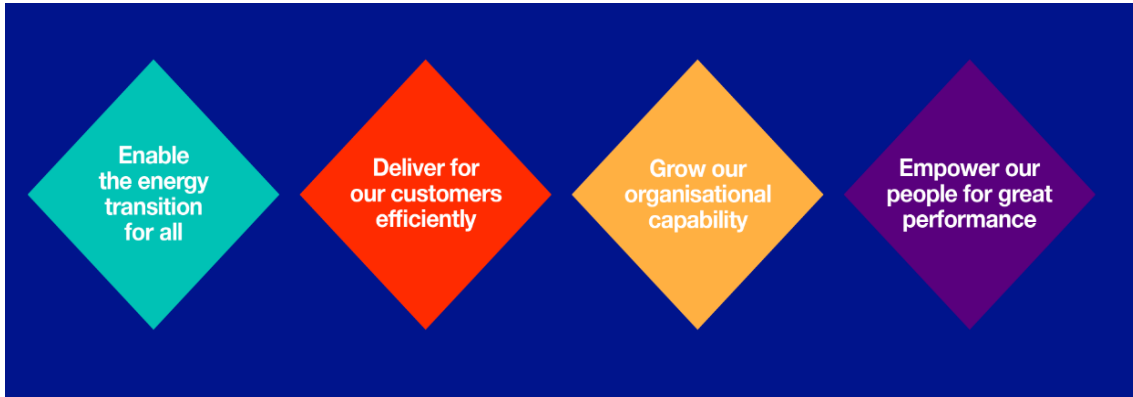 Enable
the energy
transition
for all
Deliver for
our customers
efficiently
Grow our
organisational
capability
Empower our
people for great
performance